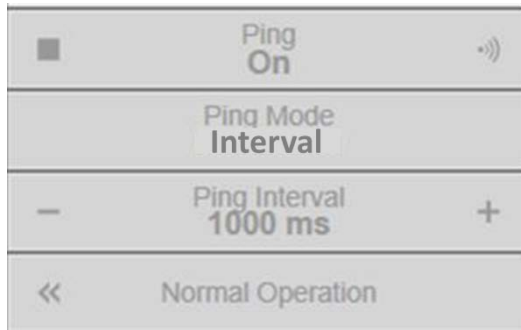 Ping
On
Ping Mode
Interval
Ping Interval
1000 ms
Normal Operation